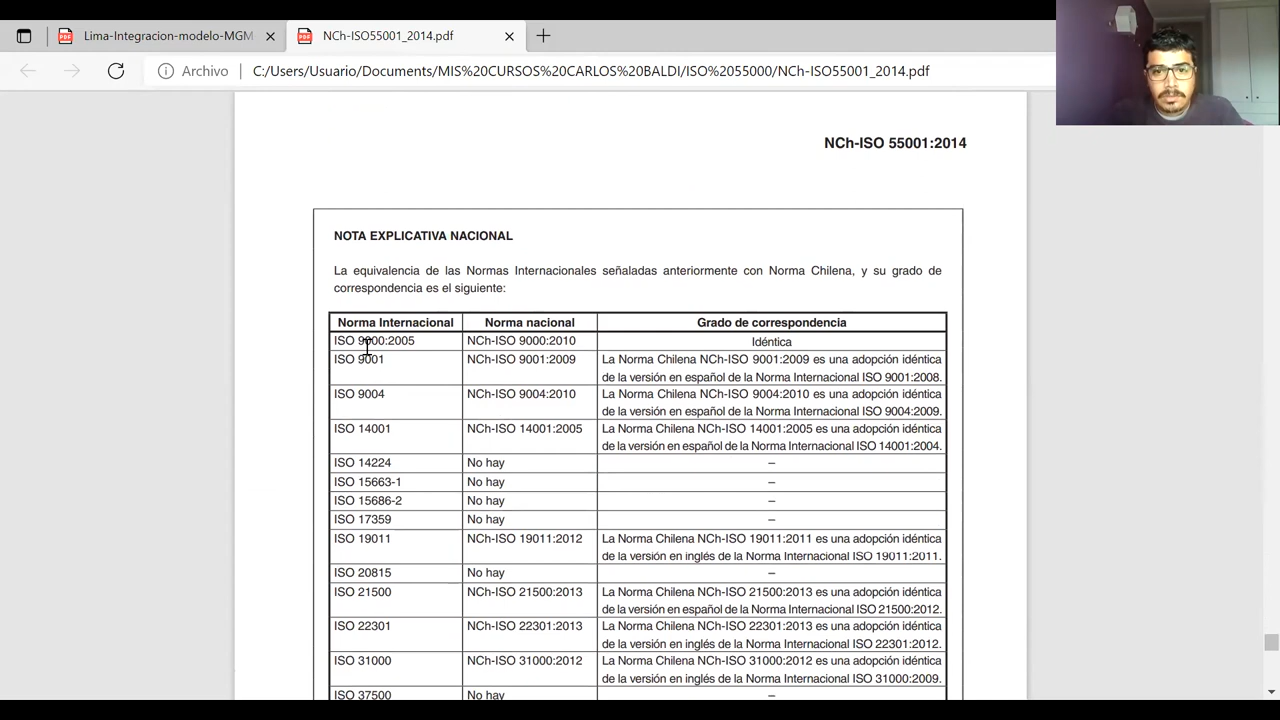 Lima-Integracion-modelo-MGM
NCh-ISO55001_2014.pdf
Archivo
C:/Users/Usuario/Documents/MIS%20CURSOS%20CARLOS%20BALDI/ISO%2055000/NCh-ISO55001_2014.pdf
NCh-ISO 55001:2014
NOTA EXPLICATIVA NACIONAL
La equivalencia de las Normas Internacionales señaladas anteriormente con Norma Chilena, y su grado de
correspondencia es el siguiente:
Norma Internacional Norma nacional Grado de correspondencia
ISO 9000:2005 NCh-ISO 9000:2010 Idéntica
ISO 9001 NCh-ISO 9001:2009 La Norma Chilena NCh-ISO 9001:2009 es una adopción idéntica
de la versión en español de la Norma Internacional ISO 9001:2008.
ISO 9004 NCh-ISO 9004:2010 La Norma Chilena NCh-ISO 9004:2010 es una adopción idéntica
de la versión en español de la Norma Internacional ISO 9004:2009.
ISO 14001 NCh-ISO 14001:2005 La Norma Chilena NCh-ISO 14001:2005 es una adopción idéntica
de la versión en español de la Norma Internacional ISO 14001:2004.
ISO 14224 No hay –
ISO 15663-1 No hay –
ISO 15686-2 No hay –
ISO 17359 No hay –
ISO 19011 NCh-ISO 19011:2012 La Norma Chilena NCh-ISO 19011:2011 es una adopción idéntica
de la versión en inglés de la Norma Internacional ISO 19011:2011.
ISO 20815 No hay –
ISO 21500 NCh-ISO 21500:2013 La Norma Chilena NCh-ISO 21500:2013 es una adopción idéntica
de la versión en español de la Norma Internacional ISO 21500:2012.
ISO 22301 NCh-ISO 22301:2013 La Norma Chilena NCh-ISO 22301:2013 es una adopción idéntica
de la versión en inglés de la Norma Internacional ISO 22301:2012.
ISO 31000 NCh-ISO 31000:2012 La Norma Chilena NCh-ISO 31000:2012 es una adopción idéntica
de la versión en inglés de la Norma Internacional ISO 31000:2009.
ISO 37500 No hay –